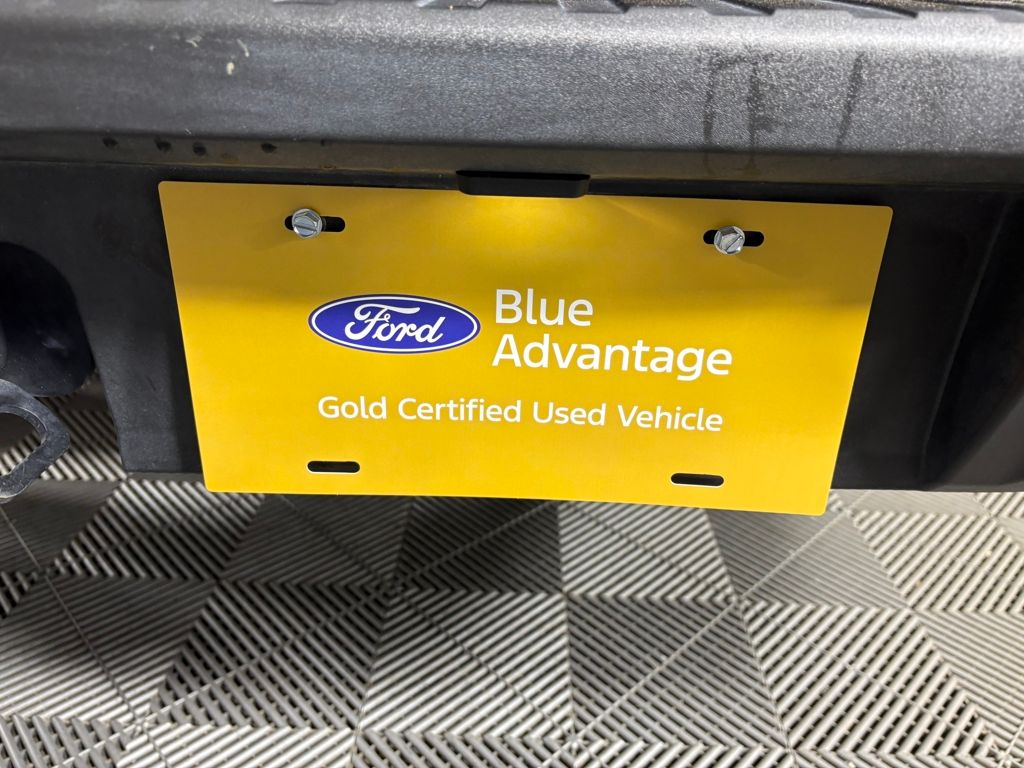 Ford
Blue
Advantage
Gold Certified Used Vehicle